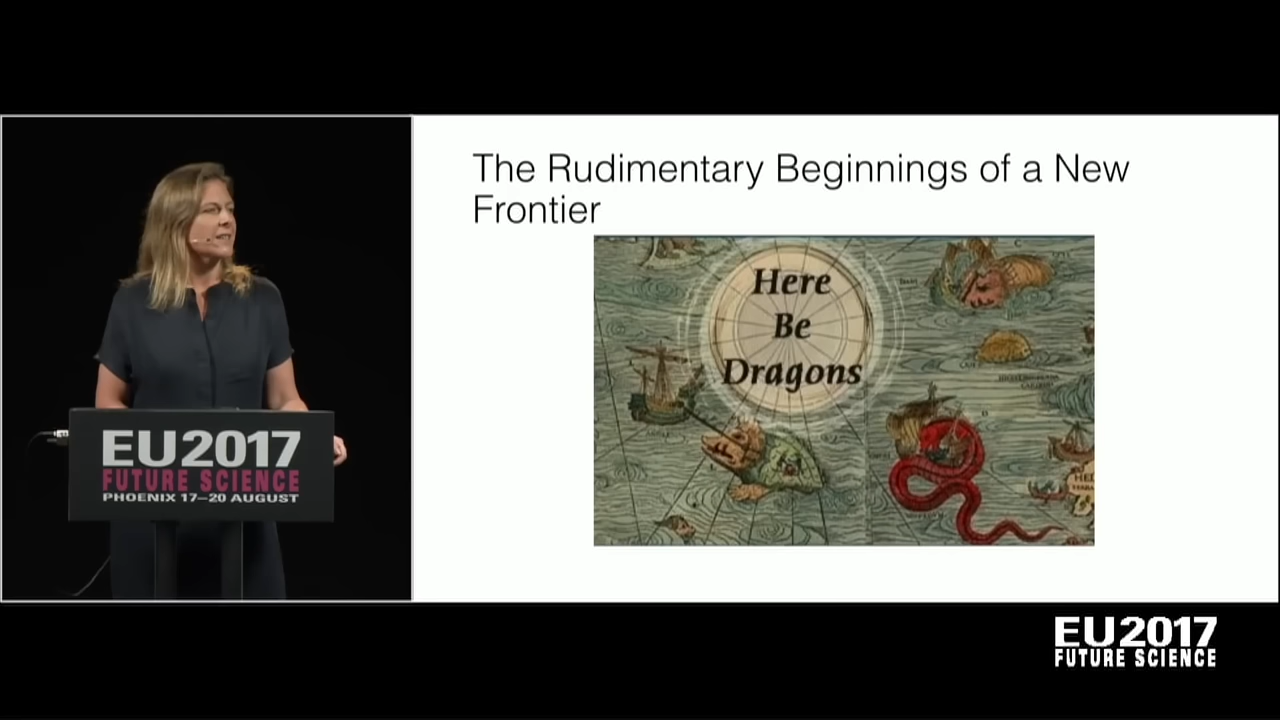 The Rudimentary Beginnings of a New
Frontier
Here
Be
Dragons
EU2017
FUTURE SCIENCE
PHOENIX 17–20 AUGUST
EU2017
FUTURE SCIENCE